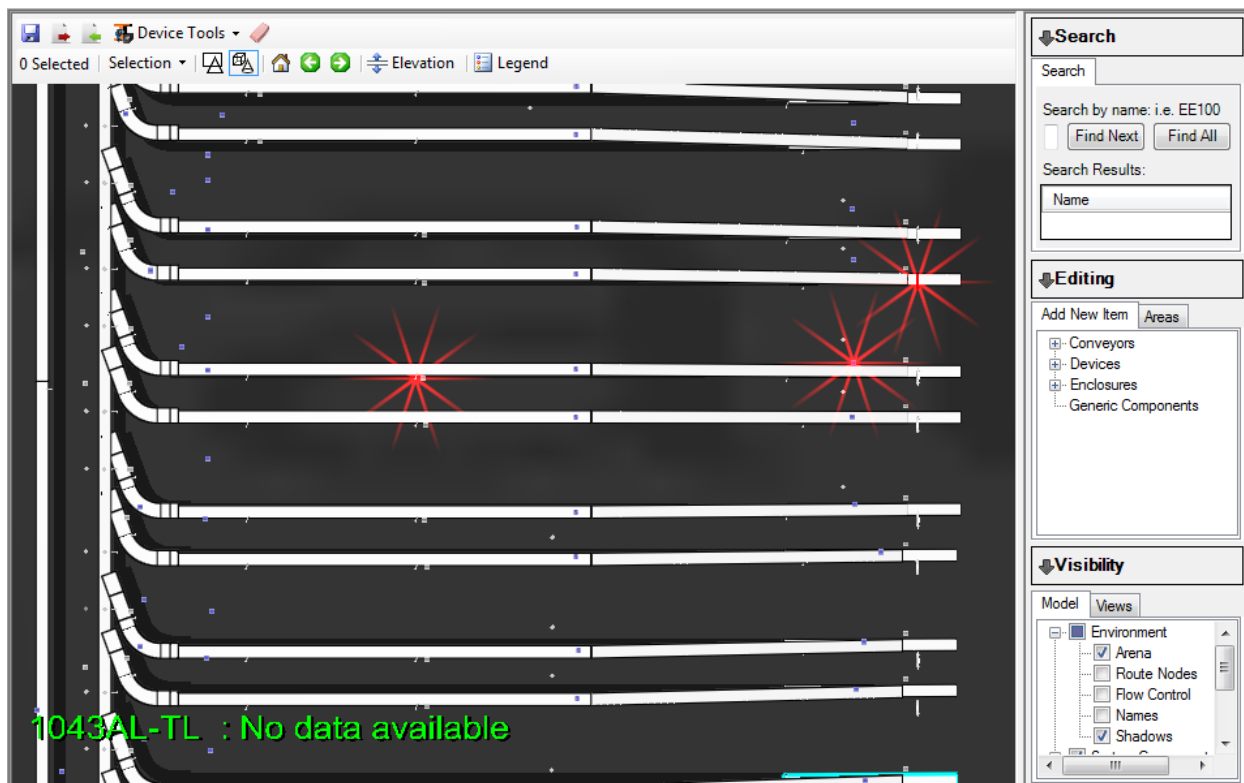 Device Tools
0 Selected Selection Elevation Legend
1043AL-TL : No data available
Search
Search
Search by name: i.e. EE100
Find Next Find All
Search Results:
Name
Editing
Add New Item Areas
Conveyors
Devices
Enclosures
Generic Components
Visibility
Model Views
Environment
Arena
Route Nodes
Flow Control
Names
Shadows